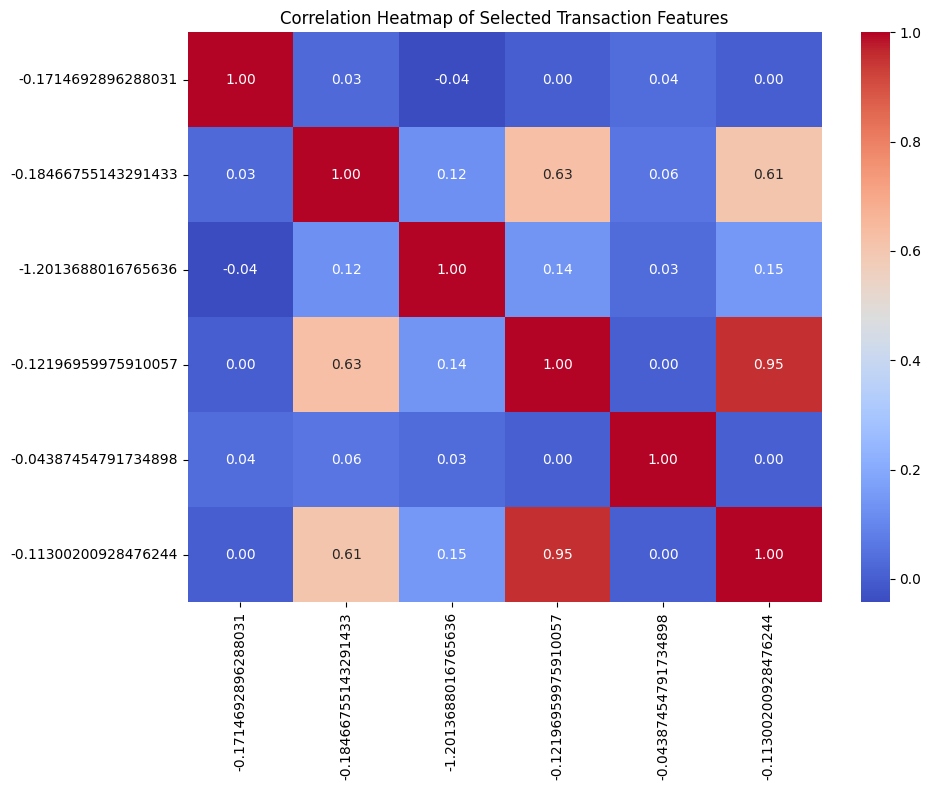 Correlation Heatmap of Selected Transaction Features
-0.1714692896288031 1.00 0.03 -0.04 0.00 0.04 0.00
-0.18466755143291433 0.03 1.00 0.12 0.63 0.06 0.61
-1.2013688016765636 -0.04 0.12 1.00 0.14 0.03 0.15
-0.12196959975910057 0.00 0.63 0.14 1.00 0.00 0.95
-0.04387454791734898 0.04 0.06 0.03 0.00 1.00 0.00
-0.11300200928476244 0.00 0.61 0.15 0.95 0.00 1.00
-0.1714692896288031
-0.18466755143291433
-1.2013688016765636
-0.12196959975910057
-0.04387454791734898
-0.11300200928476244
1.0
0.8
0.6
0.4
0.2
0.0